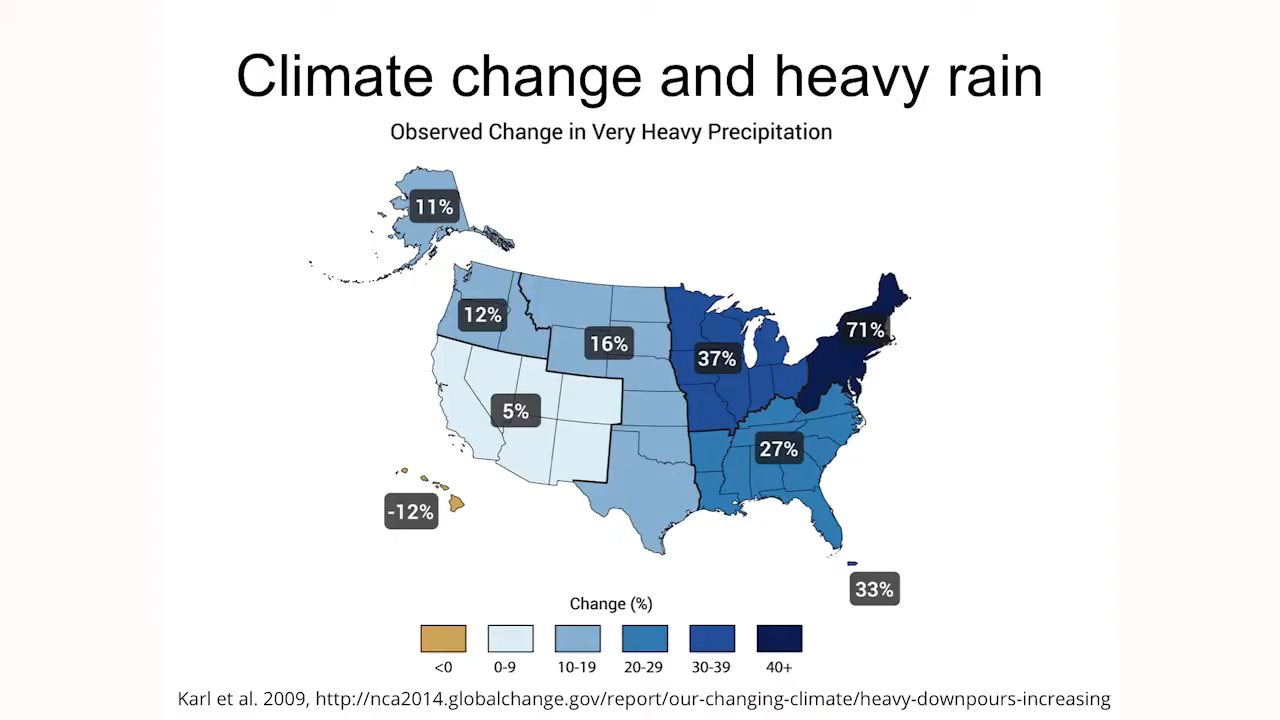 Climate change and heavy rain
Observed Change in Very Heavy Precipitation
11%
12%
16%
37%
71%
5%
27%
-12%
33%
Change (%)
<0 0-9 10-19 20-29 30-39 40+
Karl et al. 2009, http://nca2014.globalchange.gov/report/our-changing-climate/heavy-downpours-increasing